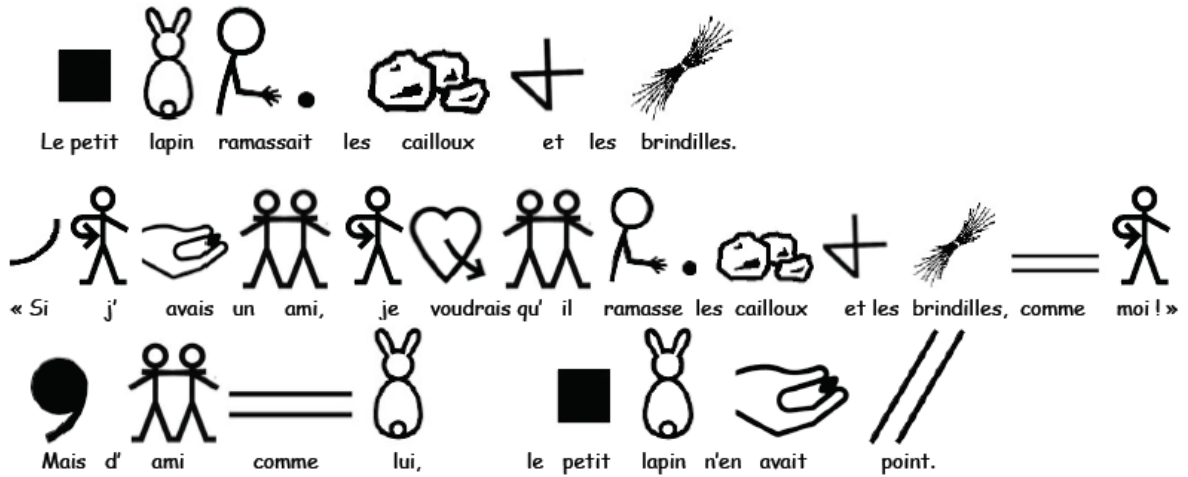 Le petit lapin ramassait les cailloux et les brindilles.
« Si j' avais un ami, je voudrais qu' il ramasse les cailloux et les brindilles, comme moi ! »
Mais d' ami comme lui, le petit lapin n'en avait point.